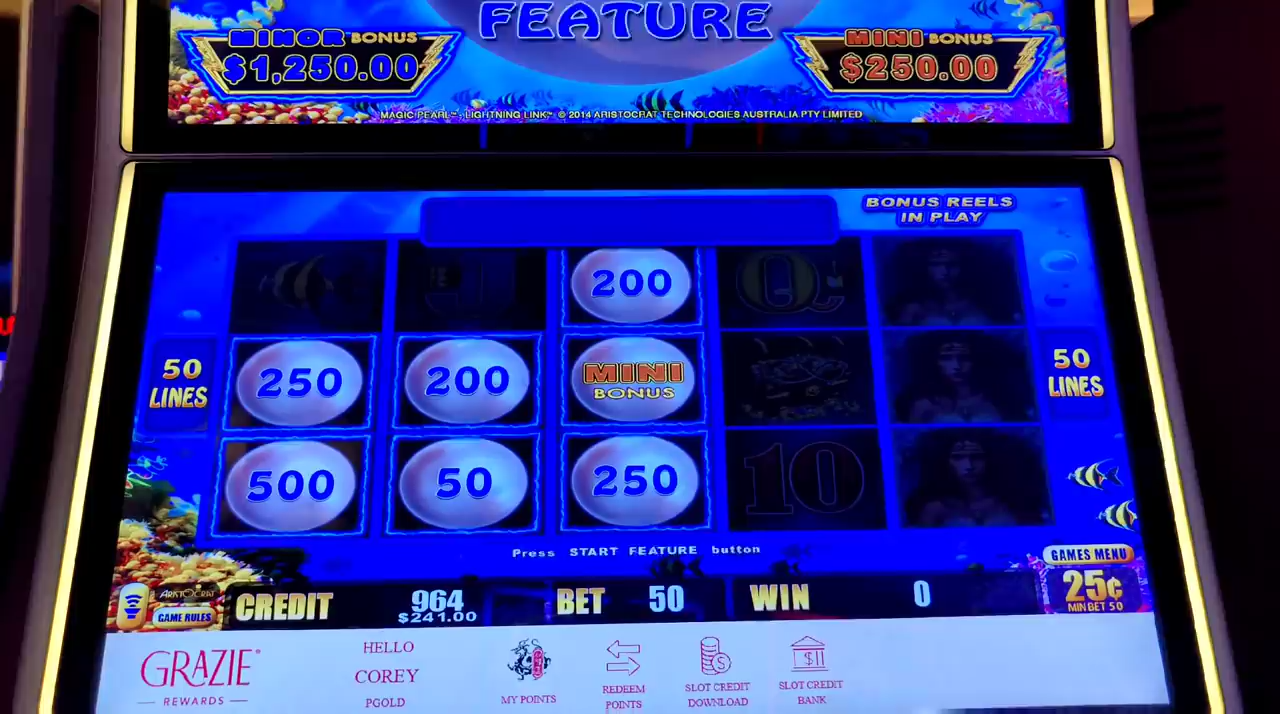 FEATURE
MINOR BONUS
$1,250.00
MINI BONUS
$250.00
MAGIC PEARL™, LIGHTNING LINK™ © 2014 ARISTOCRAT TECHNOLOGIES AUSTRALIA PTY LIMITED
BONUS REELS
IN PLAY
200
Q
50
LINES
250
200
MINI
BONUS
50
LINES
500
50
250
10
Press START FEATURE button
GAMES MENU
ARISTOCRAT
GAME RULES
CREDIT
964
$241.00
BET
50
WIN
0
25¢
MIN BET 50
GRAZIE®
REWARDS
HELLO
COREY
PGOLD
MY POINTS
REDEEM
POINTS
SLOT CREDIT
DOWNLOAD
SLOT CREDIT
BANK